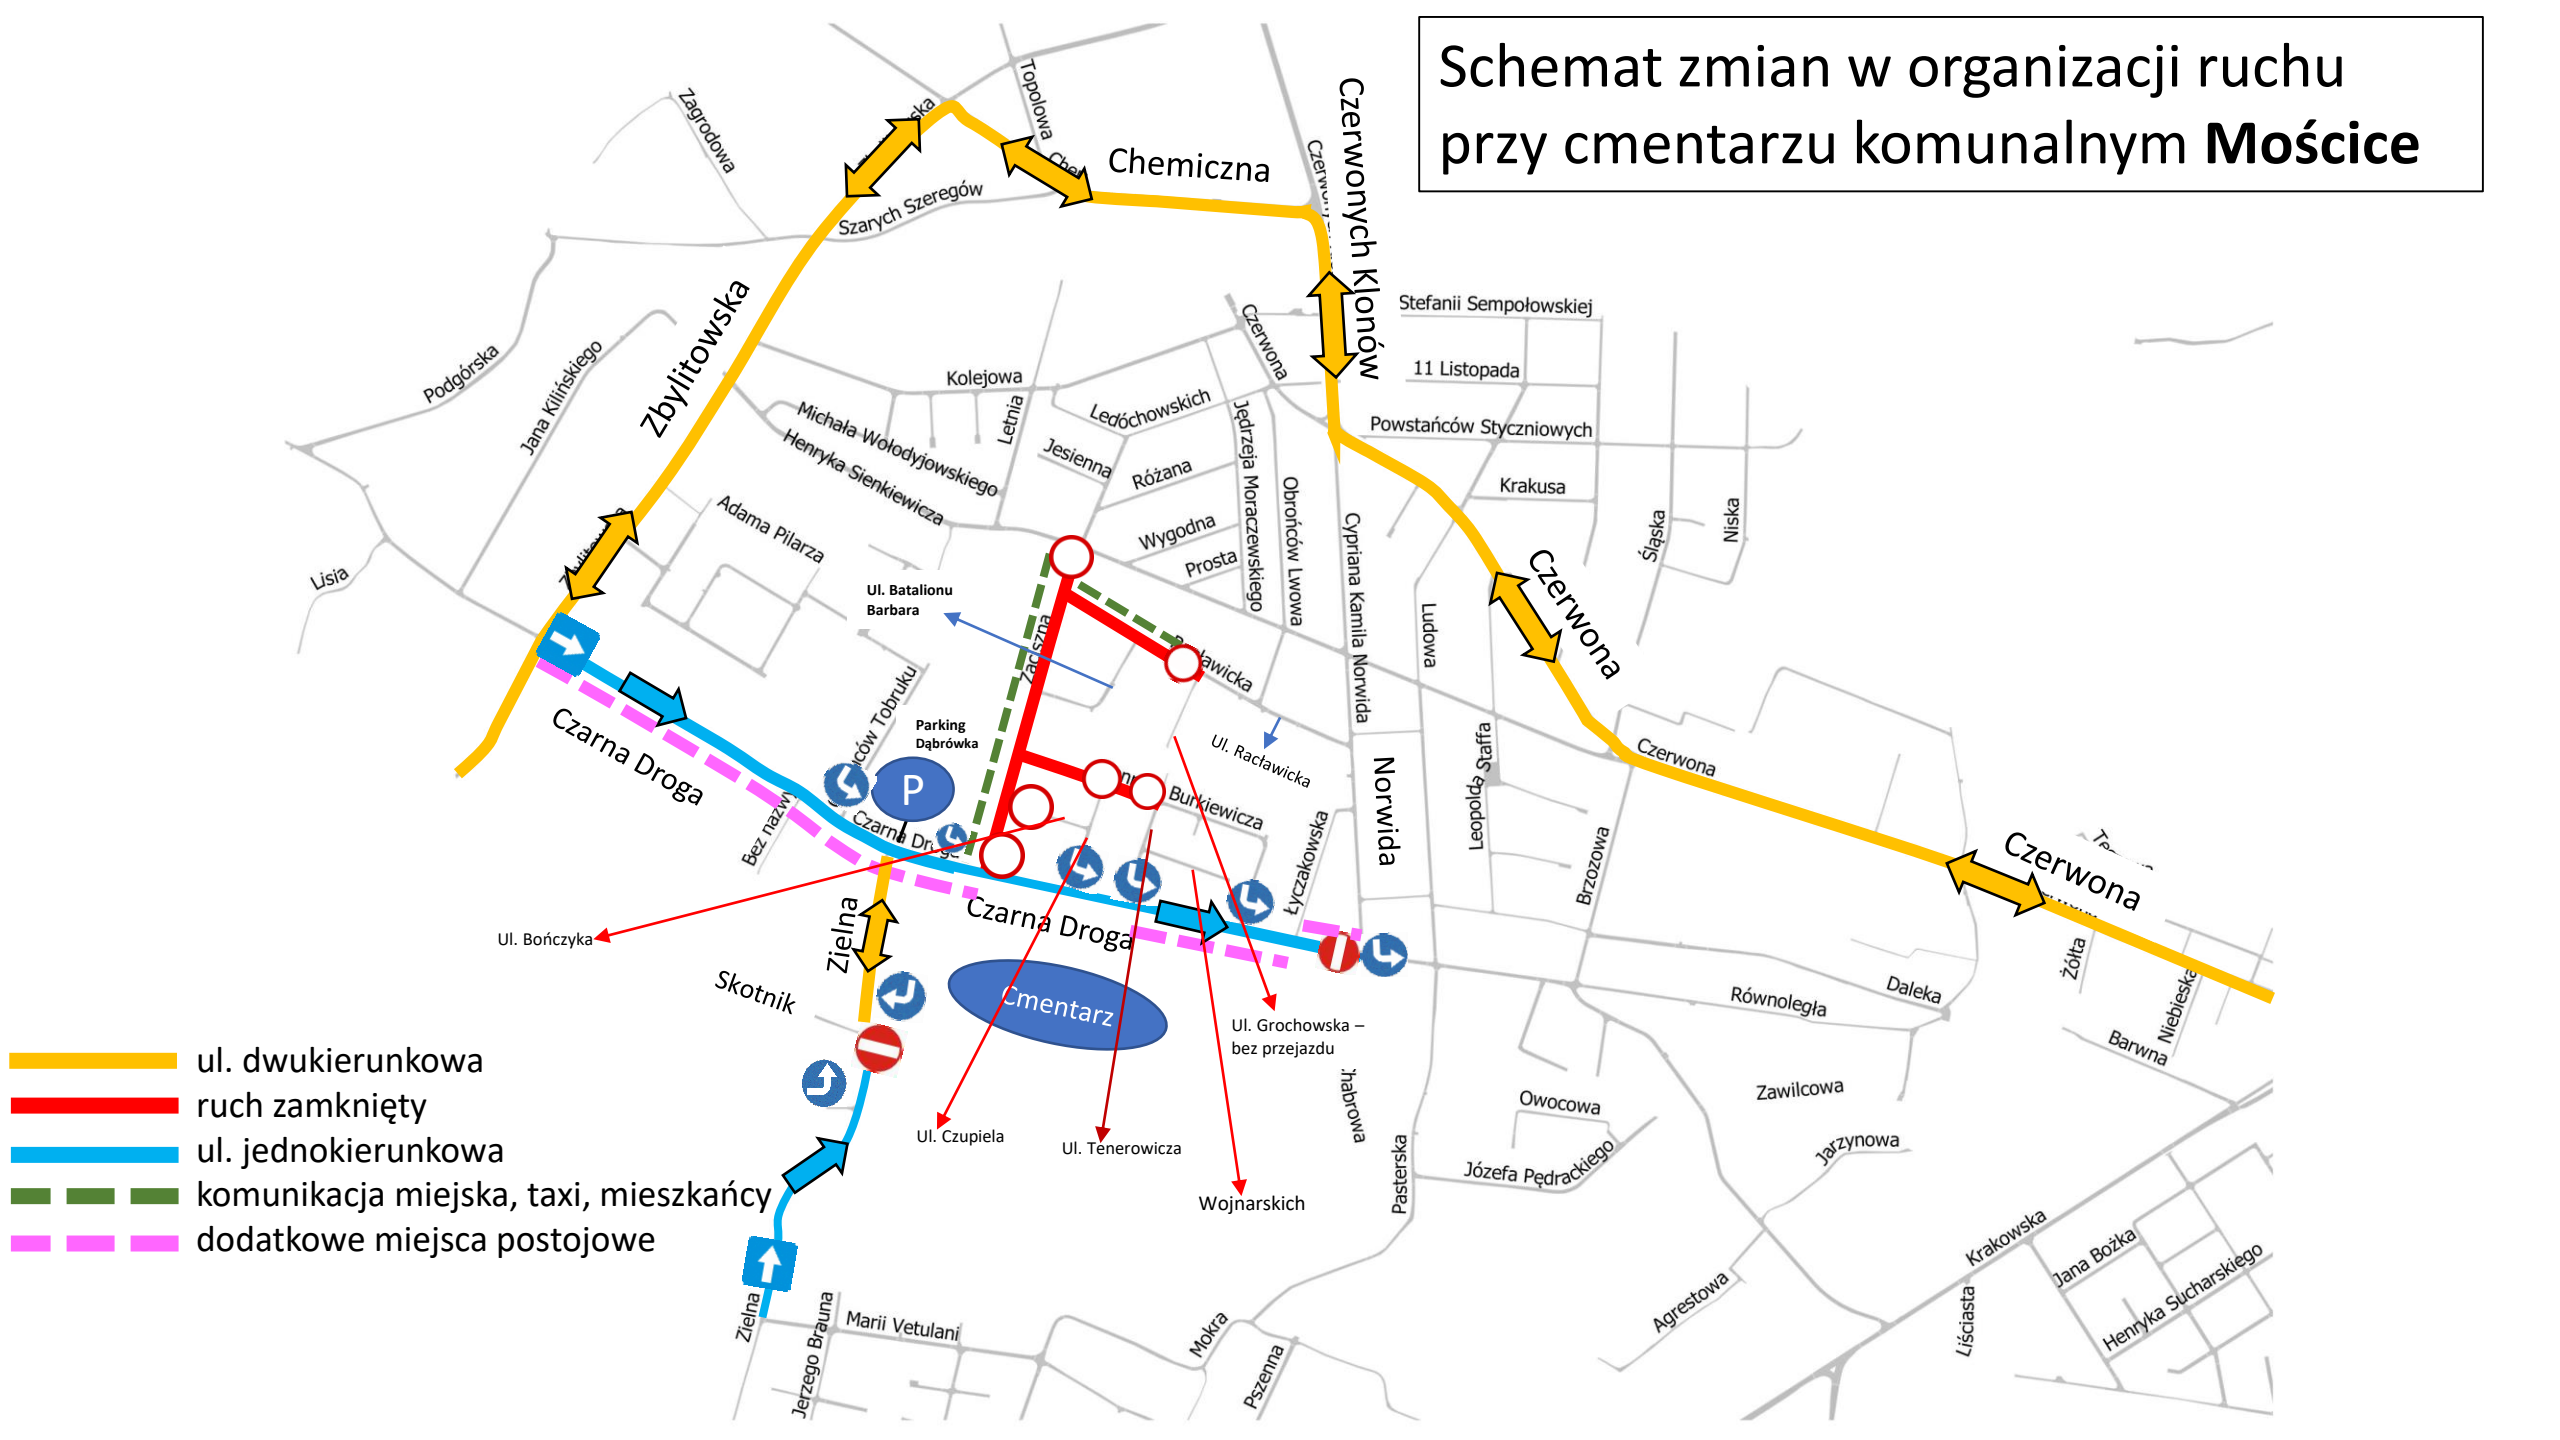 Schemat zmian w organizacji ruchu
przy cmentarzu komunalnym Mościce
Zagrodowa
Topolowa
Chemiczna
Czerwonych Klonów
Szarych Szeregów
Zbylitowska
Stefanii Sempołowskiej
Czerwona
11 Listopada
Podgórska
Jana Kilińskiego
Kolejowa
Letnia
Ledóchowskich
Michała Wołodyjowskiego
Henryka Sienkiewicza
Jesienna
Różana
Jędrzeja Moraczewskiego
Powstańców Styczniowych
Krakusa
Obrońców Lwowa
Cypriana Kamila Norwida
Śląska
Niska
Adama Pilarza
Wygodna
Prosta
Lisia
Ul. Batalionu
Barbara
Zaciszna
Ludowa
Czerwona
Czarna Droga
Parking
Dąbrówka
P
Ul. Racławicka
Norwida
Leopolda Staffa
Czerwona
Bez nazwy
Czarna Droga
Burkiewicza
Łyczakowska
Brzozowa
Czerwona
Zielna
Czarna Droga
Ul. Bończyka
Skotnik
Cmentarz
Ul. Grochowska –
bez przejazdu
Równoległa
Daleka
Żółta
Niebieska
Barwna
ul. dwukierunkowa
ruch zamknięty
ul. jednokierunkowa
komunikacja miejska, taxi, mieszkańcy
dodatkowe miejsca postojowe
Ul. Czupiela
Ul. Tenerowicza
Wojnarskich
Pasterska
Owocowa
Józefa Pędrackiego
Zawilcowa
Jarzynowa
Krakowska
Jana Bożka
Henryka Sucharskiego
Agrestowa
Liściasta
Zielna
Jerzego Brauna
Marii Vetulani
Mokra
Pszenna